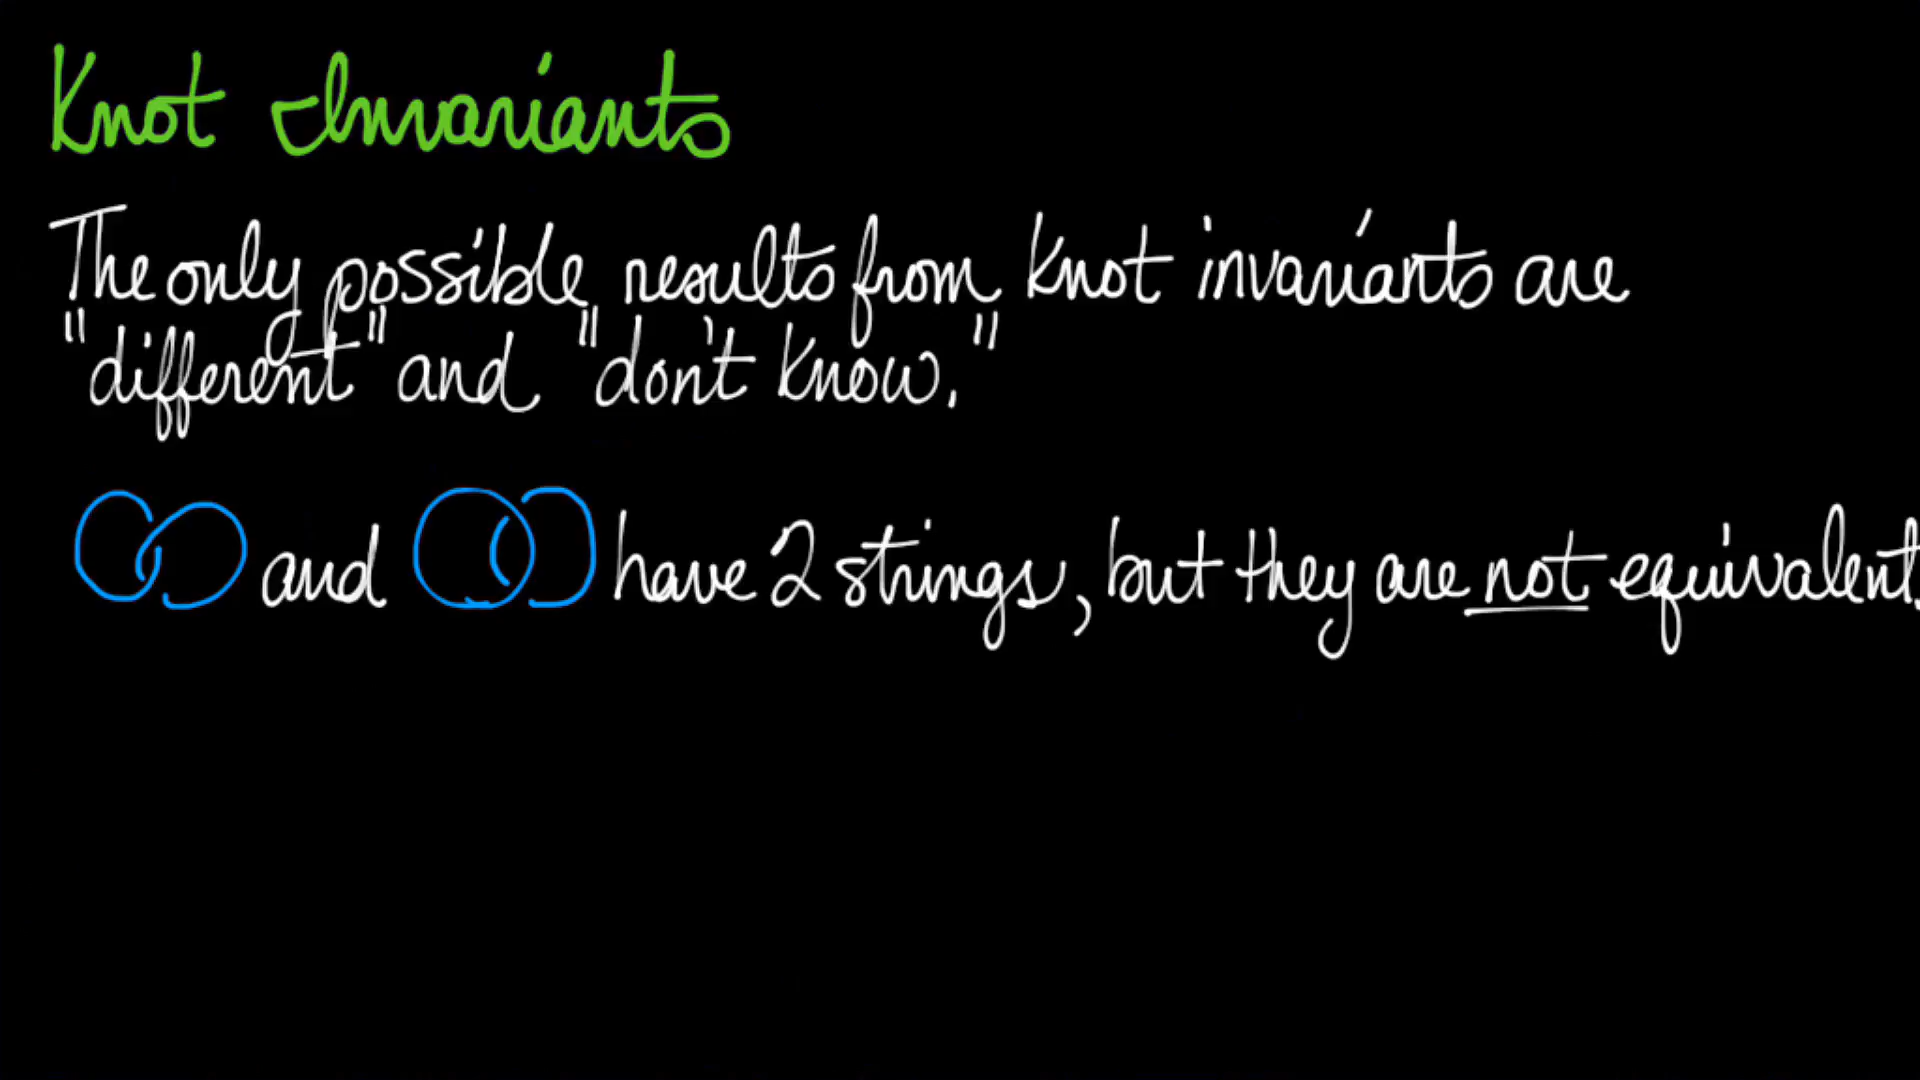 Knot Invariants
The only possible results from knot invariants are
"different" and "don't know."
and have 2 strings, but they are not equivalent.